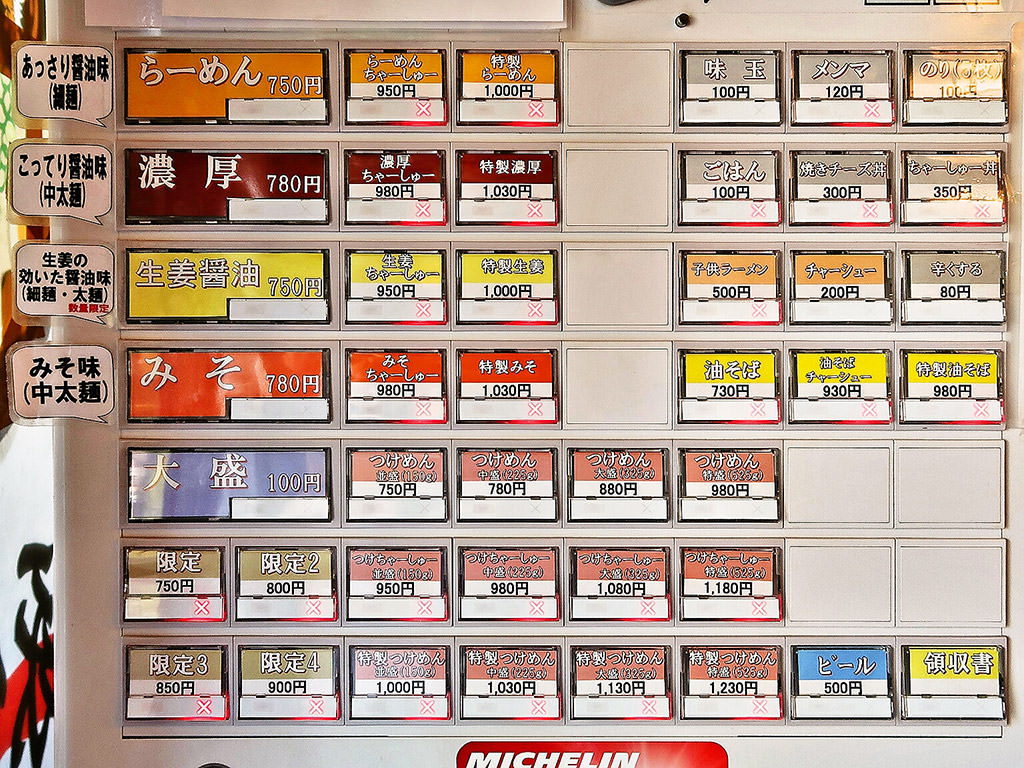 あっさり醤油味
(細麺)
らーめん 750円
らーめん
ちゃーしゅー
950円
特製
らーめん
1,000円
味玉
100円
メンマ
120円
のり(5枚)
100円
こってり醤油味
(中太麺)
濃厚 780円
濃厚
ちゃーしゅー
980円
特製濃厚
1,030円
ごはん
100円
焼きチーズ丼
300円
ちゃーしゅー丼
350円
生姜の
効いた醤油味
(細麺・太麺)
数量限定
生姜醤油 750円
生姜
ちゃーしゅー
950円
特製生姜
1,000円
子供ラーメン
500円
チャーシュー
200円
辛くする
80円
みそ味
(中太麺)
みそ 780円
みそ
ちゃーしゅー
980円
特製みそ
1,030円
油そば
730円
油そば
チャーシュー
930円
特製油そば
980円
大盛 100円
つけめん
並盛(150g)
750円
つけめん
中盛(225g)
780円
つけめん
大盛(325g)
880円
つけめん
特盛(525g)
980円
限定
750円
限定2
800円
つけちゃーしゅー
並盛(150g)
950円
つけちゃーしゅー
中盛(225g)
980円
つけちゃーしゅー
大盛(325g)
1,080円
つけちゃーしゅー
特盛(525g)
1,180円
限定3
850円
限定4
900円
特製つけめん
並盛(150g)
1,000円
特製つけめん
中盛(225g)
1,030円
特製つけめん
大盛(325g)
1,130円
特製つけめん
特盛(525g)
1,230円
ビール
500円
領収書
MICHELIN